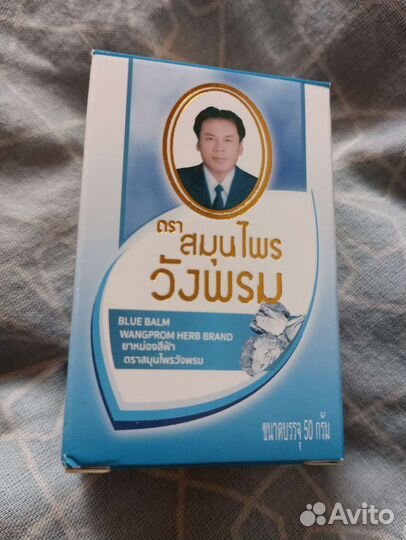 ตรา
สมุนไพร
วังพรม
BLUE BALM
WANGPROM HERB BRAND
ยาหม่องสีฟ้า
ตราสมุนไพรวังพรม
ขนาดบรรจุ 50 กรัม
Avito